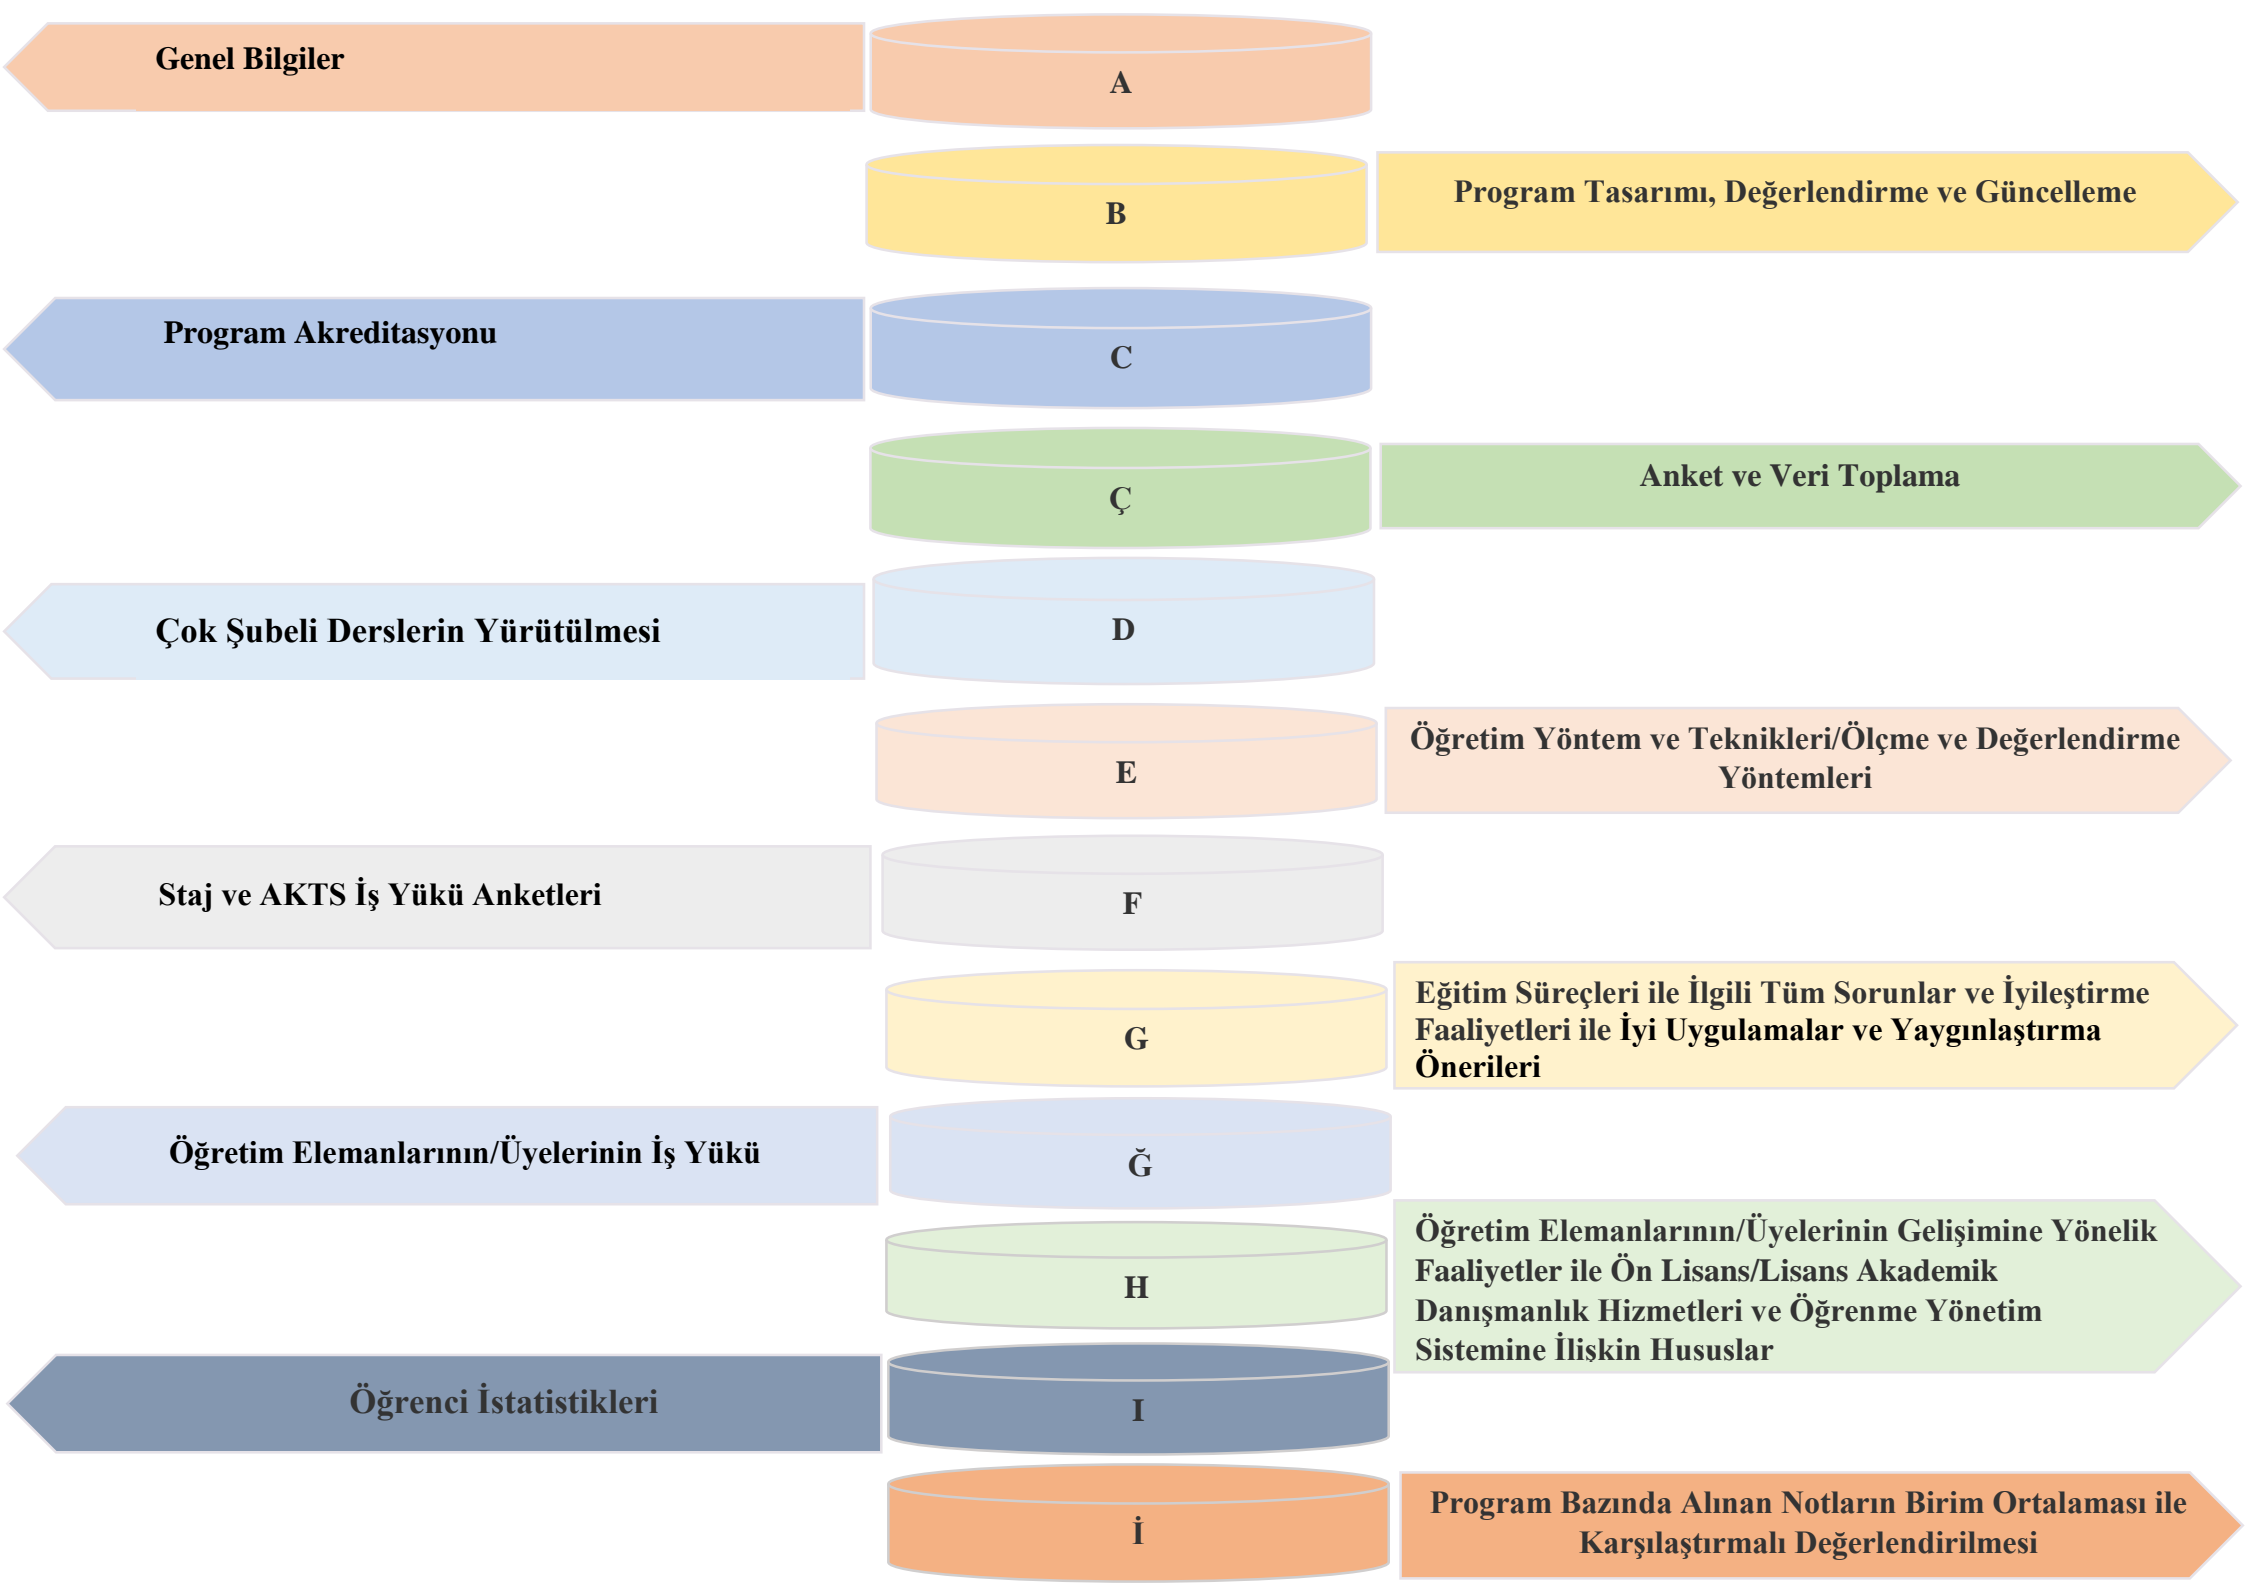 Genel Bilgiler
A
B
Program Tasarımı, Değerlendirme ve Güncelleme
Program Akreditasyonu
C
Ç
Anket ve Veri Toplama
Çok Şubeli Derslerin Yürütülmesi
D
E
Öğretim Yöntem ve Teknikleri/Ölçme ve Değerlendirme
Yöntemleri
Staj ve AKTS İş Yükü Anketleri
F
G
Eğitim Süreçleri ile İlgili Tüm Sorunlar ve İyileştirme
Faaliyetleri ile İyi Uygulamalar ve Yaygınlaştırma
Önerileri
Öğretim Elemanlarının/Üyelerinin İş Yükü
Ğ
H
Öğretim Elemanlarının/Üyelerinin Gelişimine Yönelik
Faaliyetler ile Ön Lisans/Lisans Akademik
Danışmanlık Hizmetleri ve Öğrenme Yönetim
Sistemine İlişkin Hususlar
Öğrenci İstatistikleri
I
İ
Program Bazında Alınan Notların Birim Ortalaması ile
Karşılaştırmalı Değerlendirilmesi